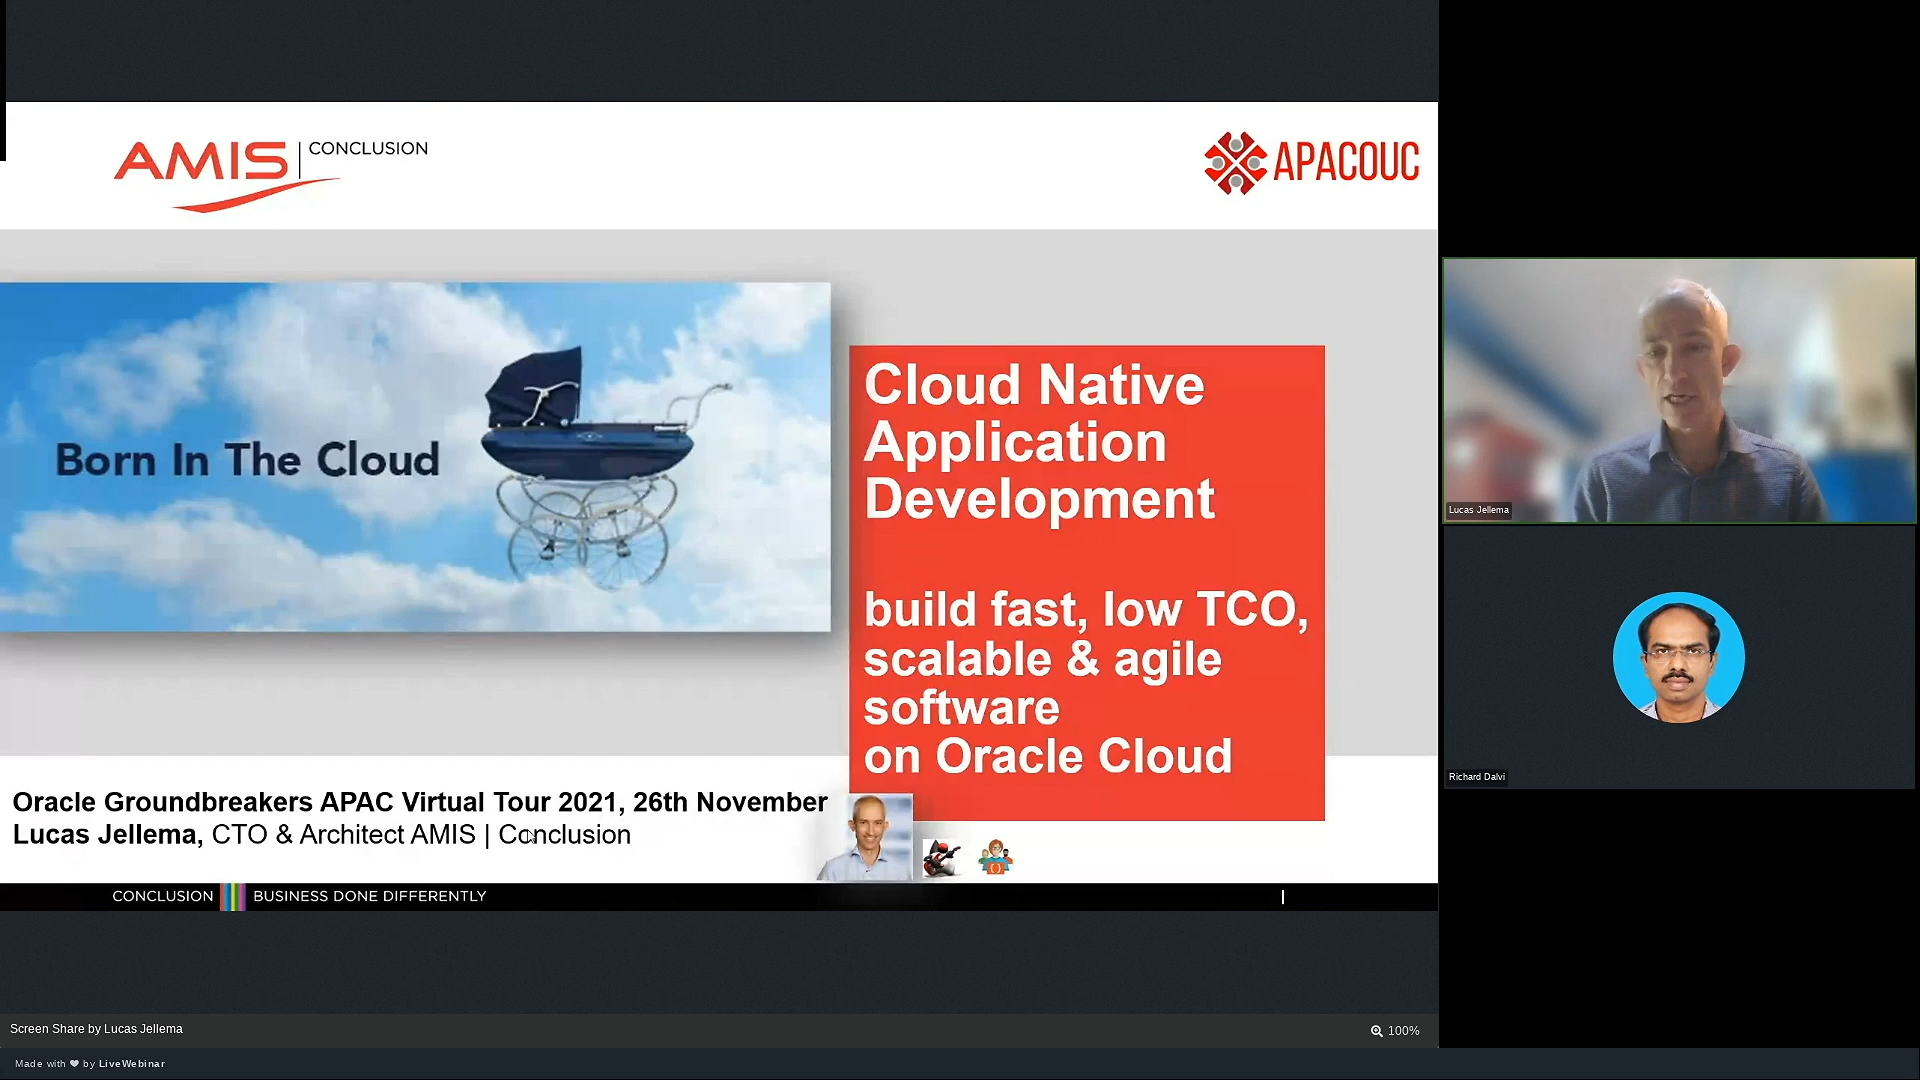 AMIS
CONCLUSION
APACOUC
Born In The Cloud
Cloud Native
Application
Development
build fast, low TCO,
scalable & agile
software
on Oracle Cloud
Oracle Groundbreakers APAC Virtual Tour 2021, 26th November
Lucas Jellema, CTO & Architect AMIS | Conclusion
CONCLUSION BUSINESS DONE DIFFERENTLY
Lucas Jellema
Richard Dalvi
Screen Share by Lucas Jellema
100%
Made with ❤ by LiveWebinar